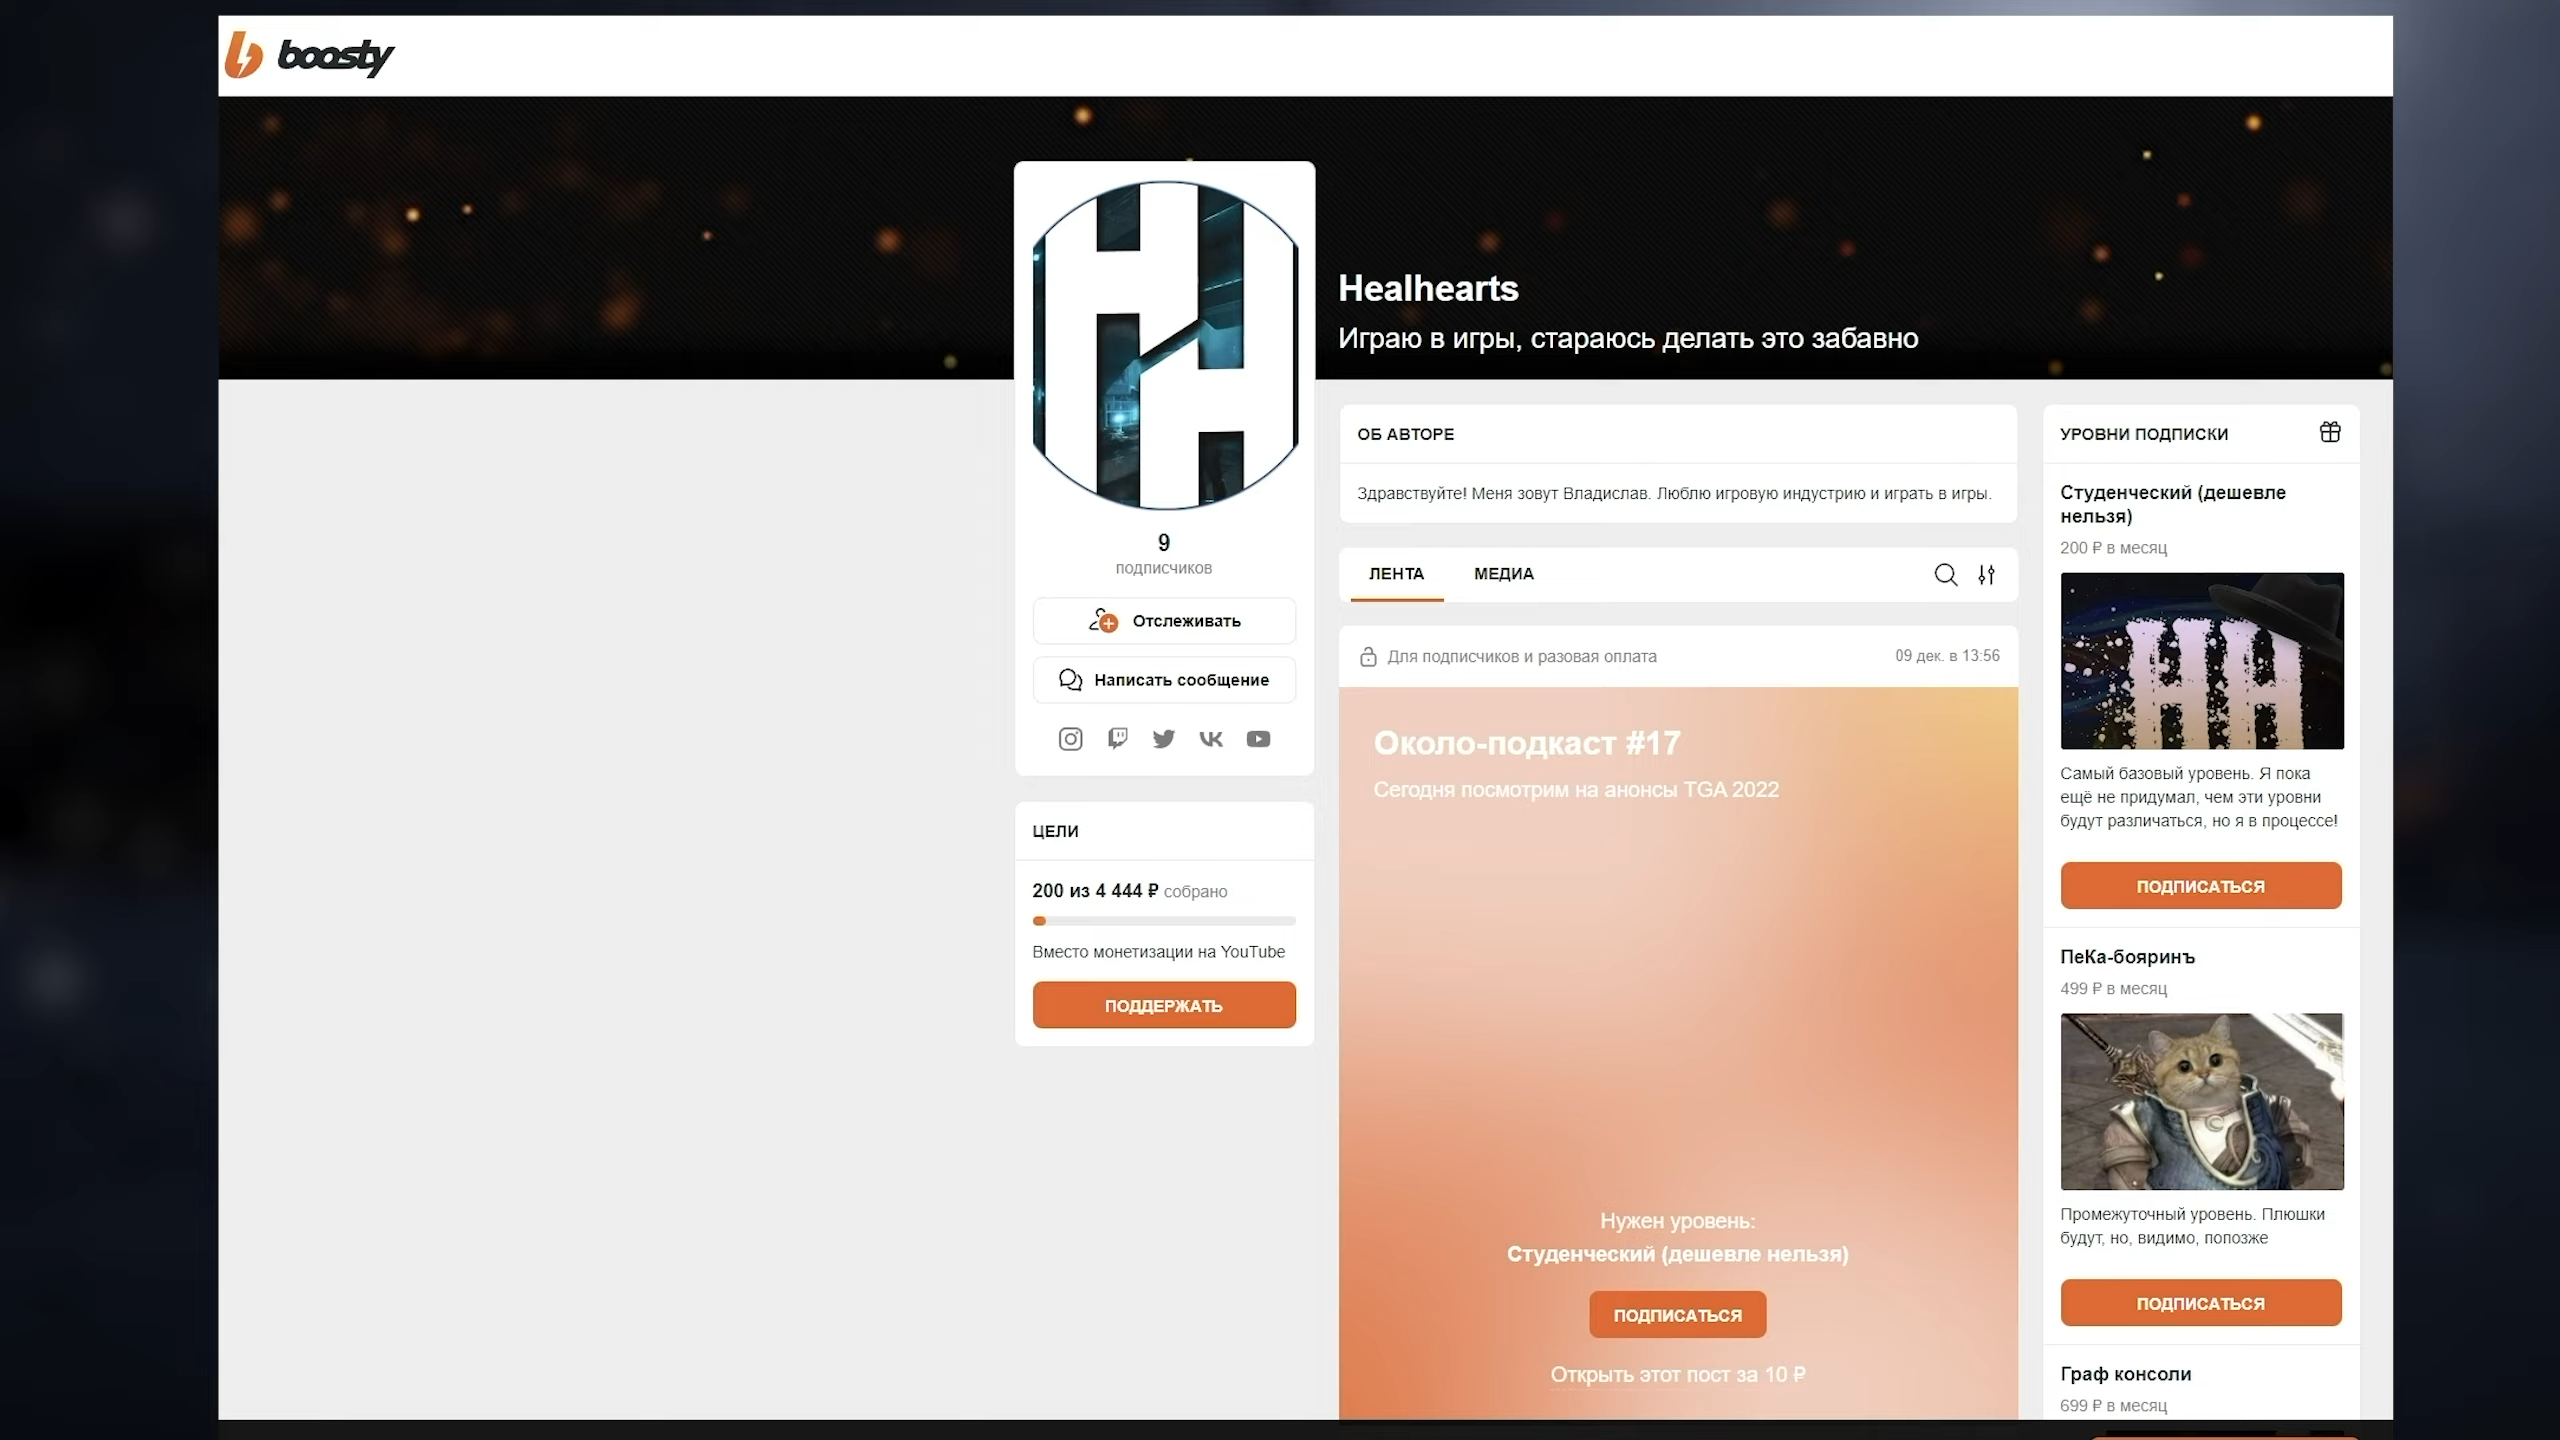 boosty
Healhearts
Играю в игры, стараюсь делать это забавно
9
подписчиков
Отслеживать
Написать сообщение
ЦЕЛИ
200 из 4 444 ₽ собрано
Вместо монетизации на YouTube
ПОДДЕРЖАТЬ
ОБ АВТОРЕ
Здравствуйте! Меня зовут Владислав. Люблю игровую индустрию и играть в игры.
ЛЕНТА
МЕДИА
Для подписчиков и разовая оплата
09 дек. в 13:56
Около-подкаст #17
Сегодня посмотрим на анонсы TGA 2022
Нужен уровень:
Студенческий (дешевле нельзя)
ПОДПИСАТЬСЯ
Открыть этот пост за 10 ₽
УРОВНИ ПОДПИСКИ
Студенческий (дешевле
нельзя)
200 ₽ в месяц
HH
Самый базовый уровень. Я пока
ещё не придумал, чем эти уровни
будут различаться, но я в процессе!
ПОДПИСАТЬСЯ
ПеКа-бояринъ
499 ₽ в месяц
Промежуточный уровень. Плюшки
будут, но, видимо, попозже
ПОДПИСАТЬСЯ
Граф консоли
699 ₽ в месяц